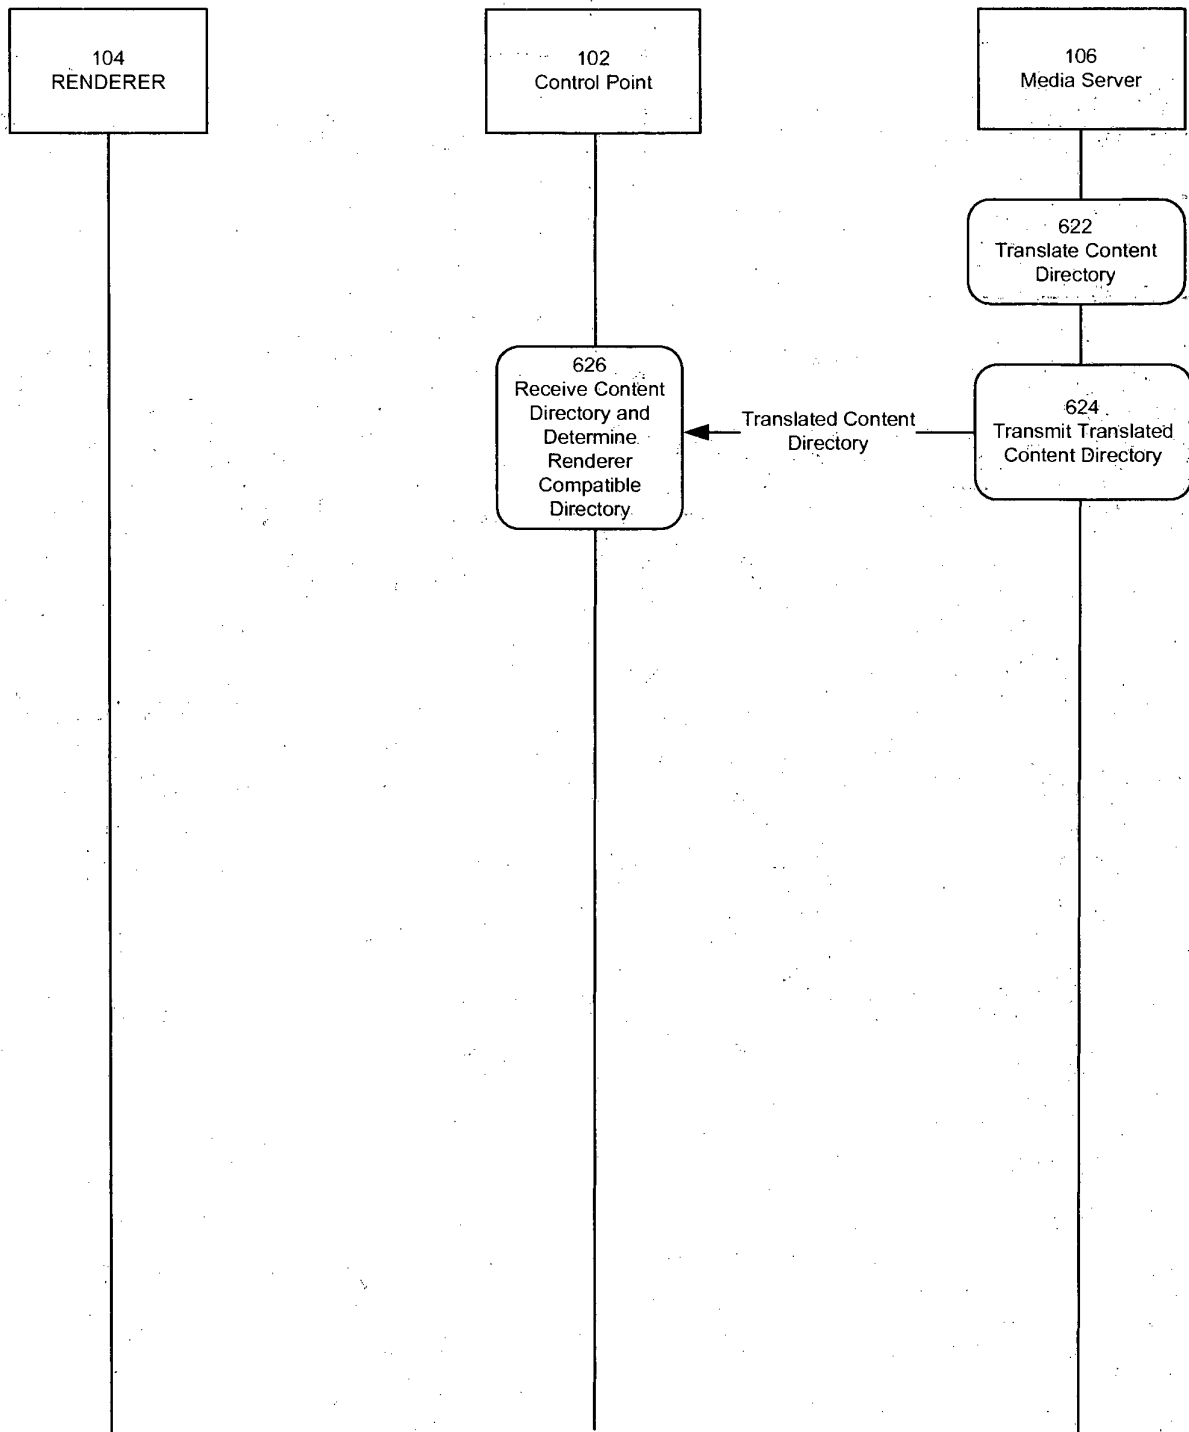 104
RENDERER
102
Control Point
106
Media Server
622
Translate Content
Directory
626
Receive Content
Directory and
Determine
Renderer
Compatible
Directory
Translated Content
Directory
624
Transmit Translated
Content Directory